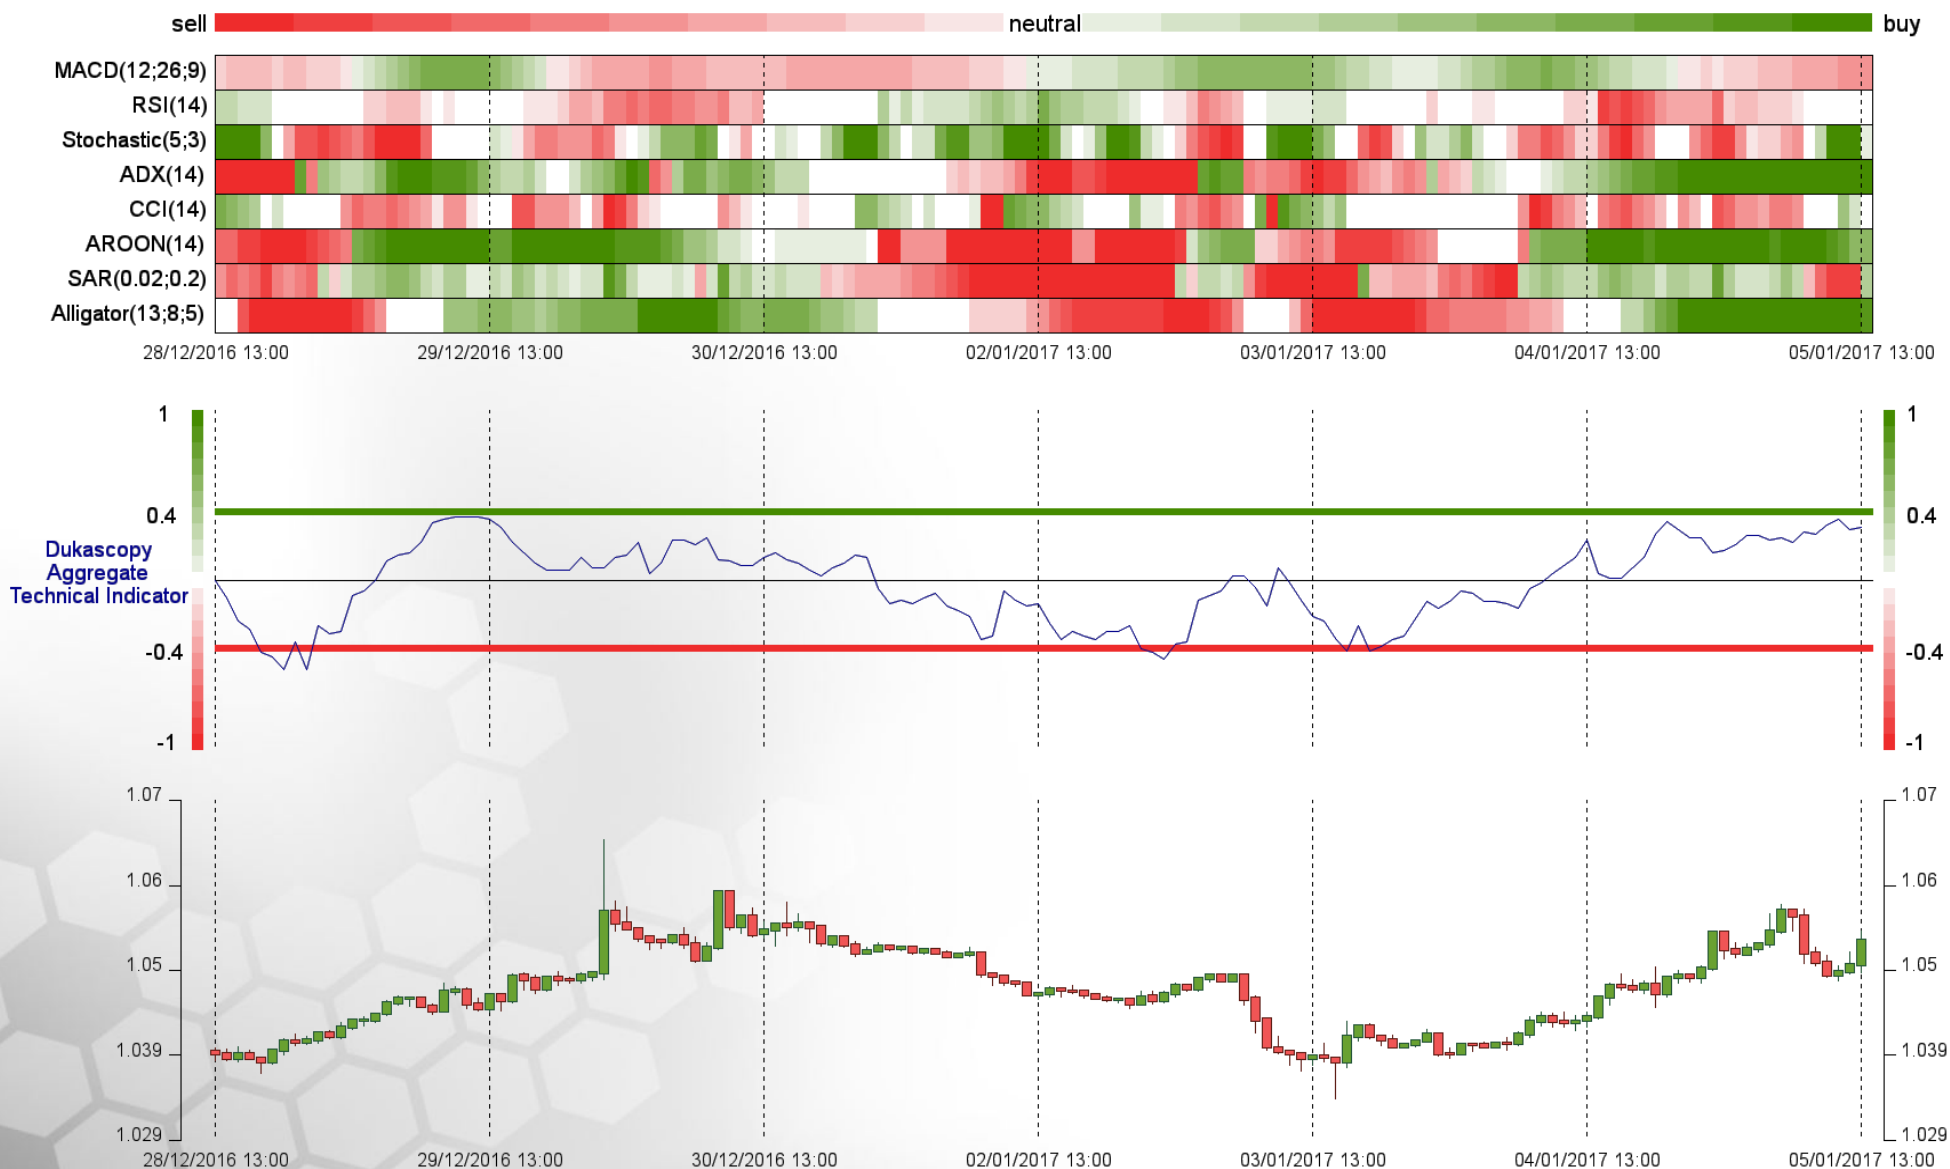 sell neutral buy
MACD(12;26;9)
RSI(14)
Stochastic(5;3)
ADX(14)
CCI(14)
AROON(14)
SAR(0.02;0.2)
Alligator(13;8;5)
28/12/2016 13:00 29/12/2016 13:00 30/12/2016 13:00 02/01/2017 13:00 03/01/2017 13:00 04/01/2017 13:00 05/01/2017 13:00
1 1
0.4 0.4
Dukascopy
Aggregate
Technical Indicator
-0.4 -0.4
-1 -1
1.07 1.07
1.06 1.06
1.05 1.05
1.039 1.039
1.029 1.029
28/12/2016 13:00 29/12/2016 13:00 30/12/2016 13:00 02/01/2017 13:00 03/01/2017 13:00 04/01/2017 13:00 05/01/2017 13:00